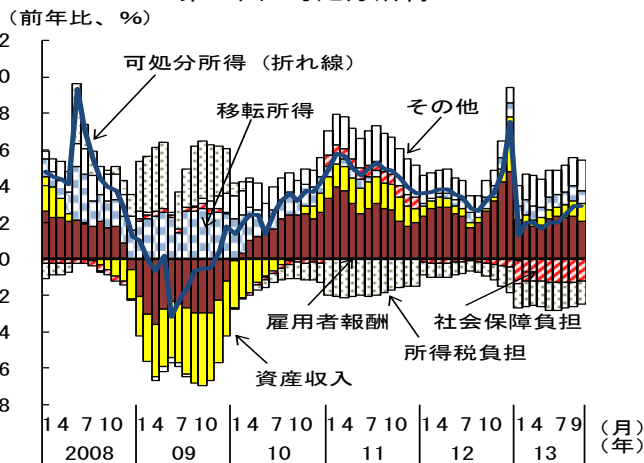 （前年比、%）
2
0
8
6
4
2
0
2
4
6
8
可処分所得（折れ線）
移転所得
その他
雇用者報酬
社会保障負担
所得税負担
資産収入
1 4 7 10 1 4 7 10 1 4 7 10 1 4 7 10 1 4 7 10 1 4 7 9 （月）
2008 09 10 11 12 13 （年）